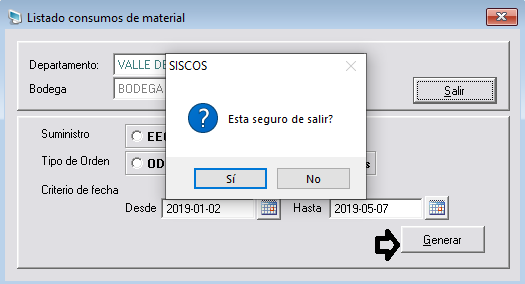 Listado consumos de material
Departamento: VALLE DE
Bodega BODEGA
Salir
SISCOS
Esta seguro de salir?
Sí No
Suministro EE
Tipo de Orden OD s
Criterio de fecha
Desde 2019-01-02 Hasta 2019-05-07
Generar